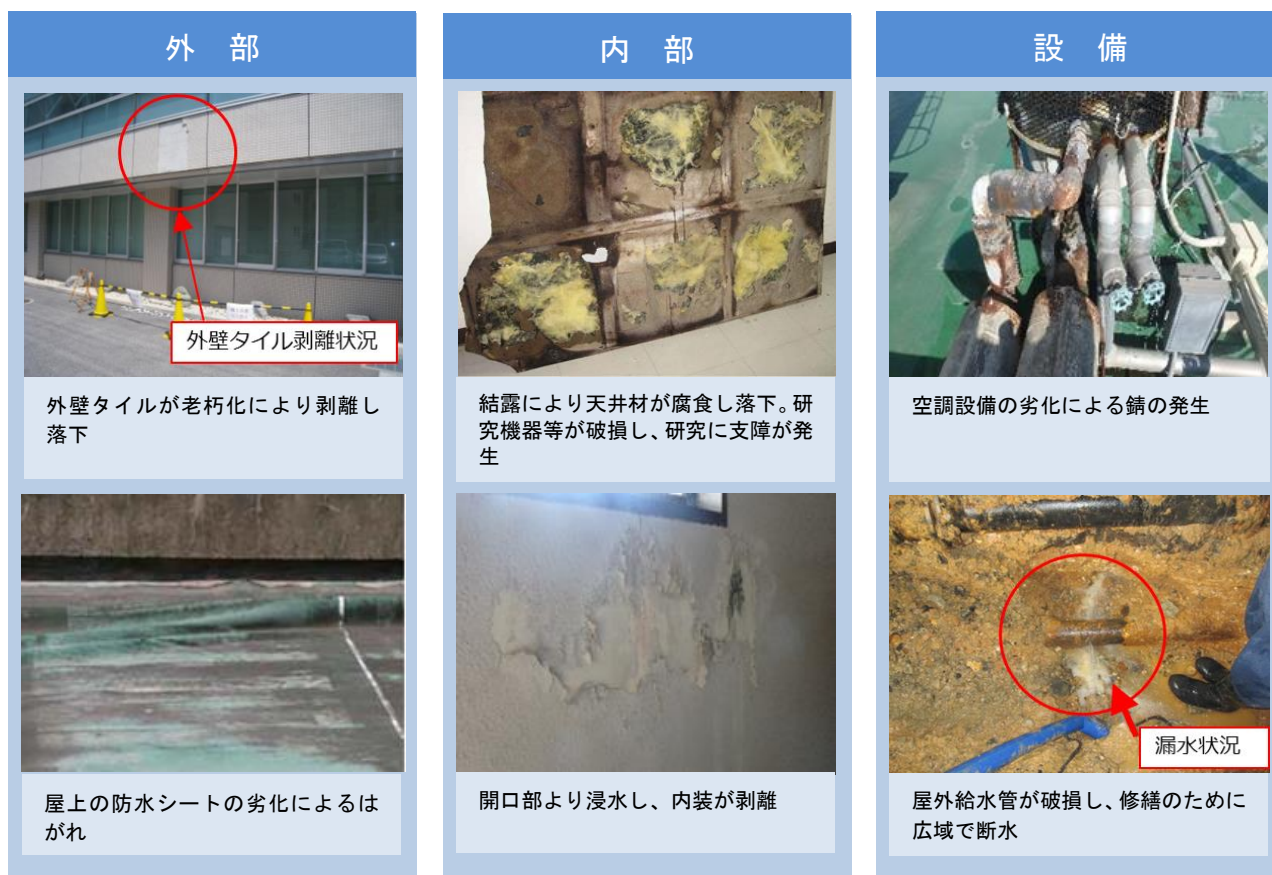 外 部
外壁タイル剥離状況
外壁タイルが老朽化により剥離し
落下
屋上の防水シートの劣化によるは
がれ
内 部
結露により天井材が腐食し落下。研
究機器等が破損し、研究に支障が発
生
開口部より浸水し、内装が剥離
設 備
空調設備の劣化による錆の発生
漏水状況
屋外給水管が破損し、修繕のために
広域で断水